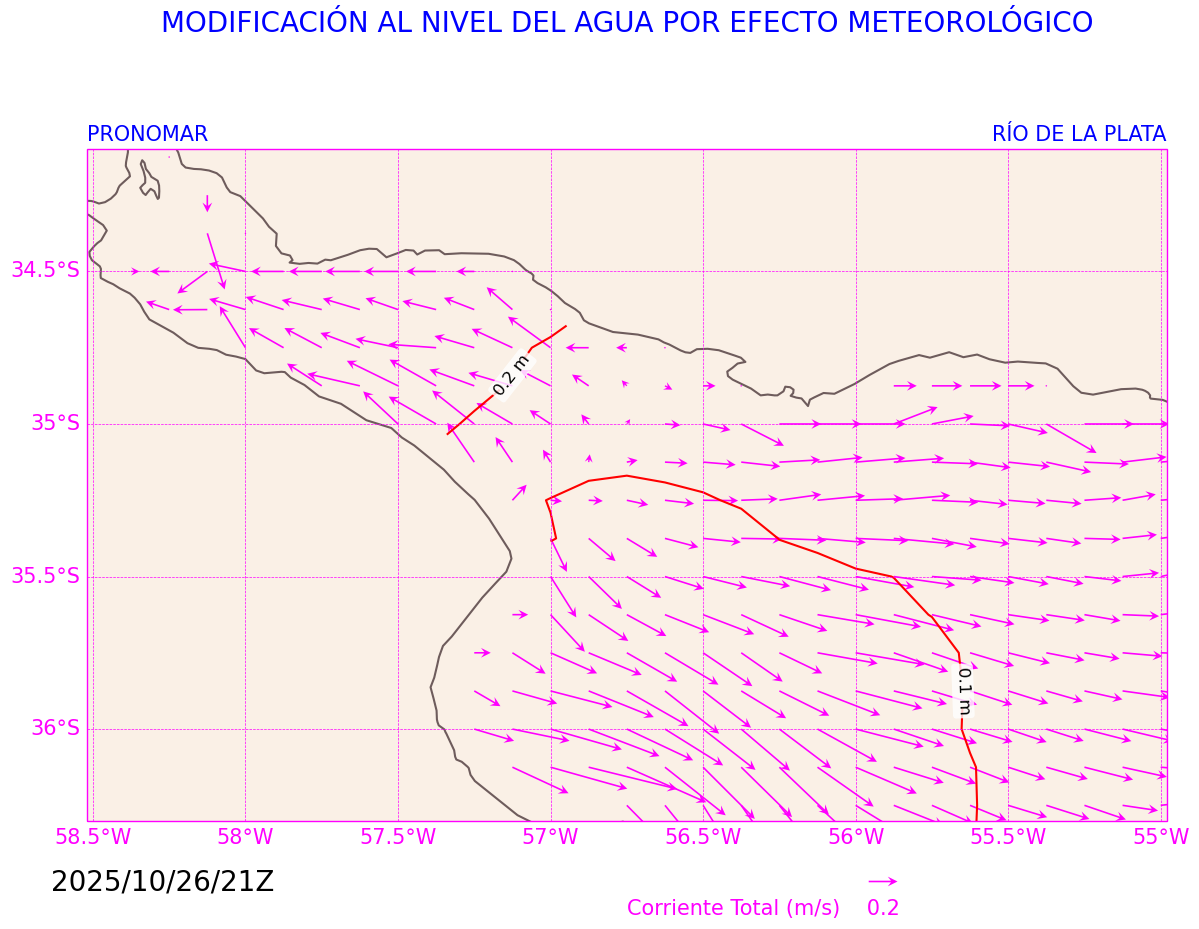 MODIFICACIÓN AL NIVEL DEL AGUA POR EFECTO METEOROLÓGICO
PRONOMAR
RÍO DE LA PLATA
34.5°S
35°S
35.5°S
36°S
0.2 m
0.1 m
58.5°W
58°W
57.5°W
57°W
56.5°W
56°W
55.5°W
55°W
2025/10/26/21Z
Corriente Total (m/s)
0.2